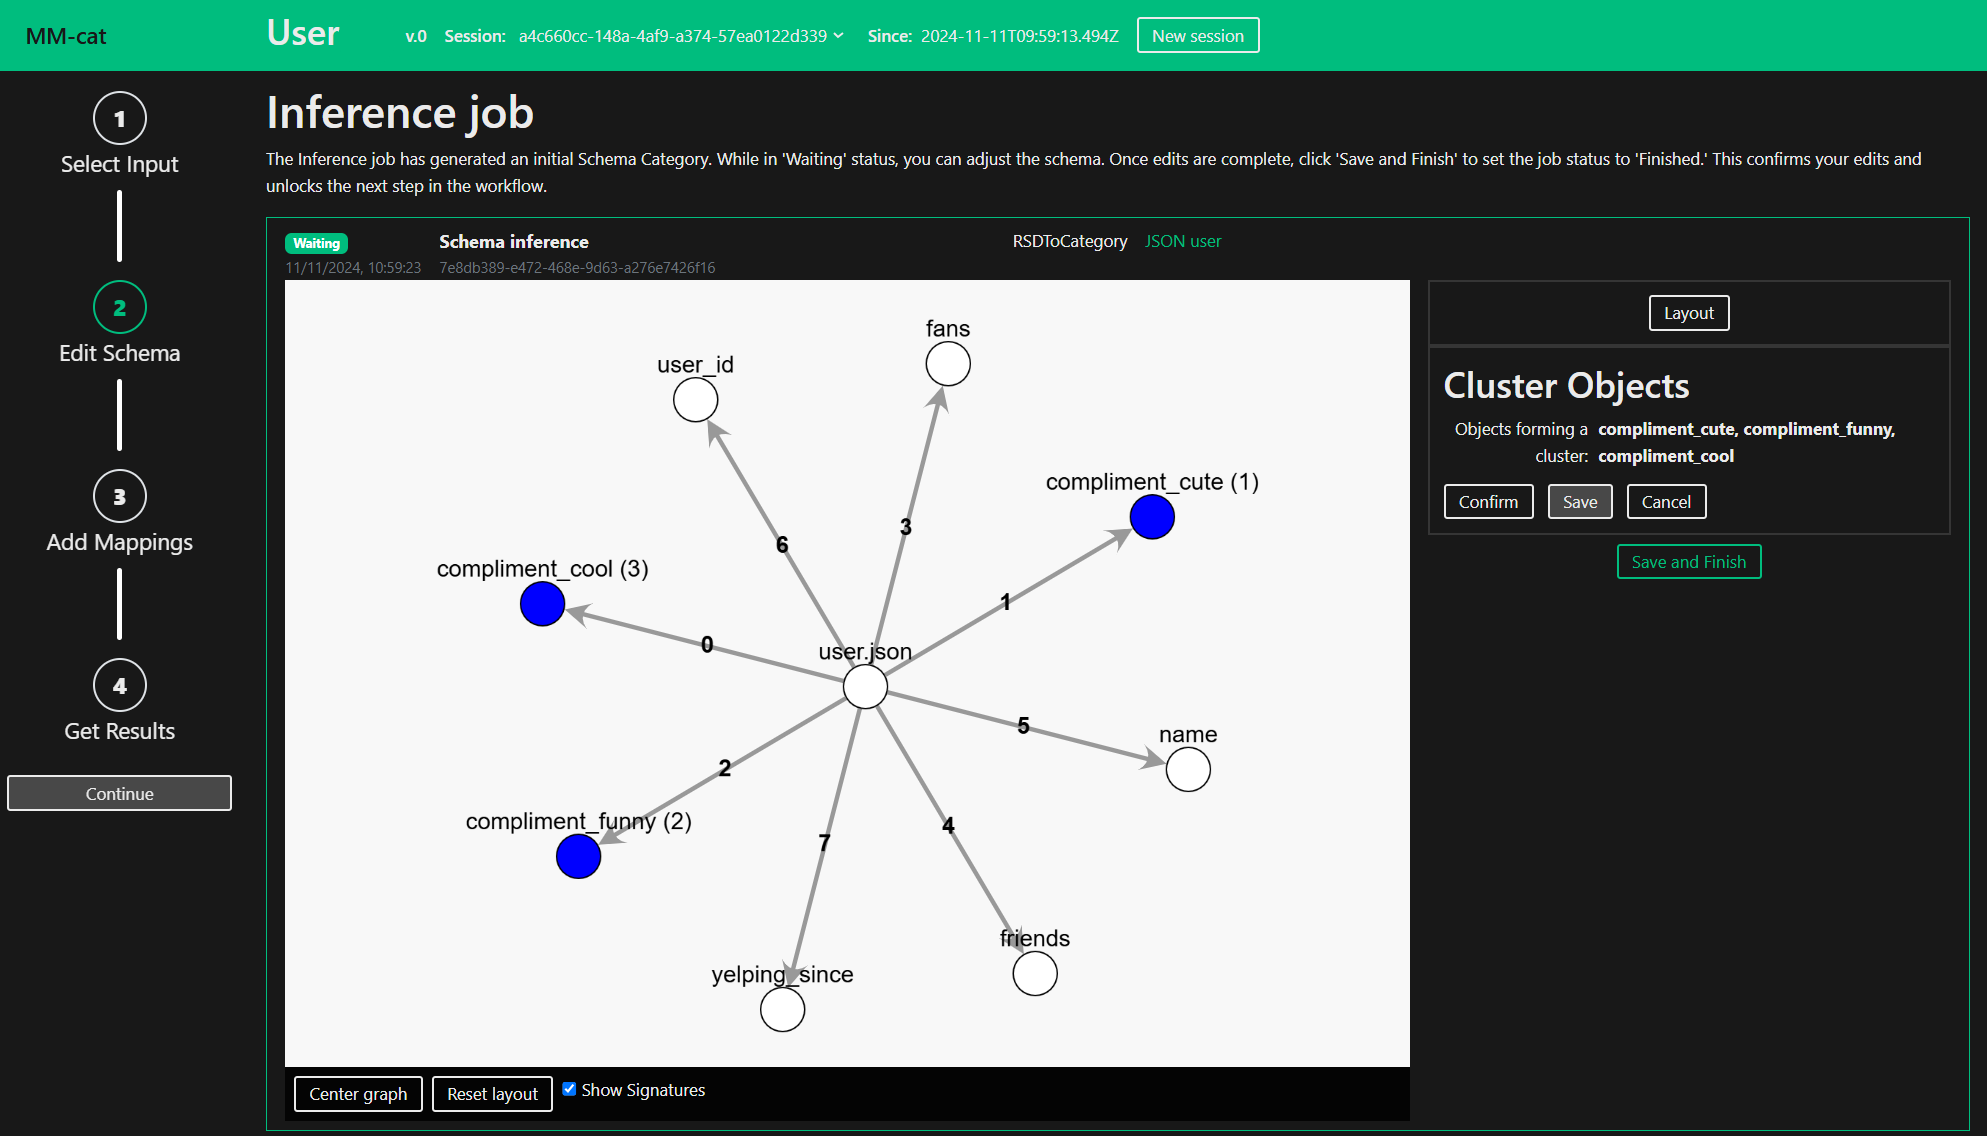 MM-cat
User
v.0 Session: a4c660cc-148a-4af9-a374-57ea0122d339 Since: 2024-11-11T09:59:13.494Z New session
1
Select Input
2
Edit Schema
3
Add Mappings
4
Get Results
Continue
Inference job
The Inference job has generated an initial Schema Category. While in 'Waiting' status, you can adjust the schema. Once edits are complete, click 'Save and Finish' to set the job status to 'Finished.' This confirms your edits and
unlocks the next step in the workflow.
Waiting Schema inference RSDToCategory JSON user
11/11/2024, 10:59:23 7e8db389-e472-468e-9d63-a276e7426f16
fans
user_id
compliment_cute (1)
3
6
compliment_cool (3)
1
0
user.json
5
name
2
compliment_funny (2)
4
7
friends
yelping_since
Center graph Reset layout Show Signatures
Layout
Cluster Objects
Objects forming a compliment_cute, compliment_funny,
cluster: compliment_cool
Confirm Save Cancel
Save and Finish